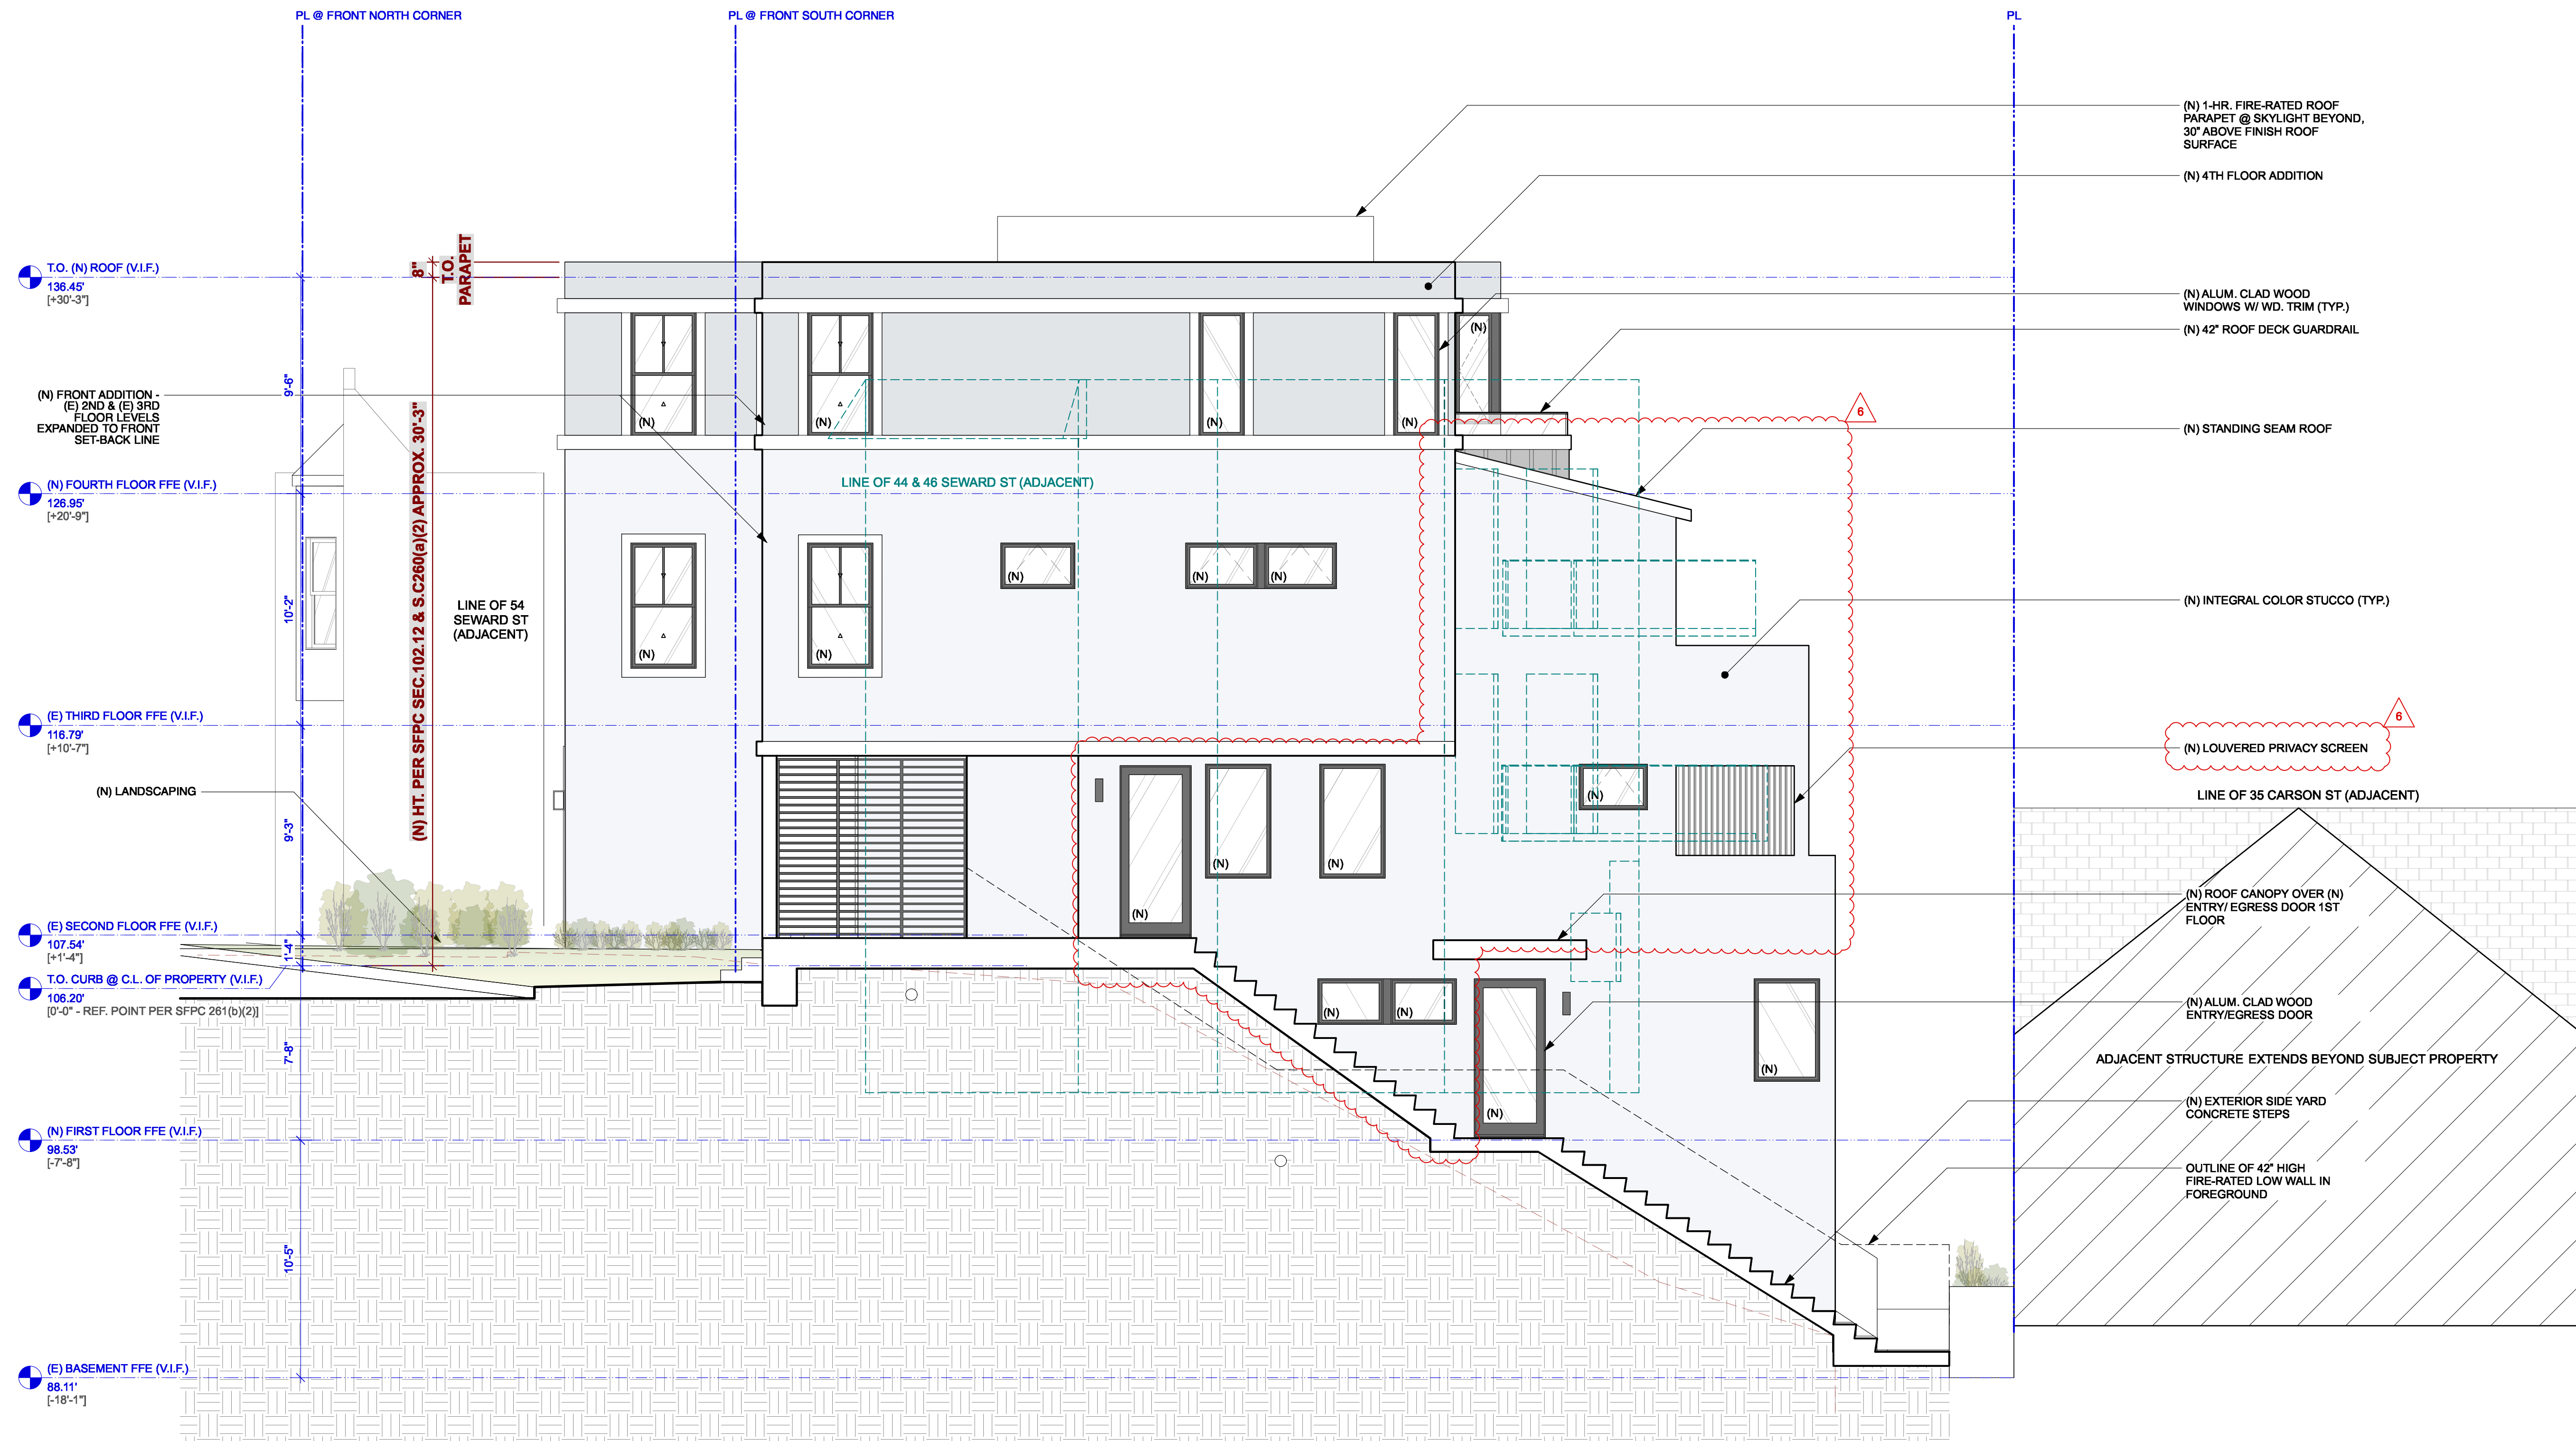 PL @ FRONT NORTH CORNER
PL @ FRONT SOUTH CORNER
PL
(N) 1-HR. FIRE-RATED ROOF
PARAPET @ SKYLIGHT BEYOND,
30" ABOVE FINISH ROOF
SURFACE
(N) 4TH FLOOR ADDITION
T.O. (N) ROOF (V.I.F.)
136.45'
[+30'-3"]
8"
T.O.
PARAPET
(N) ALUM. CLAD WOOD
WINDOWS W/ WD. TRIM (TYP.)
(N) 42" ROOF DECK GUARDRAIL
(N)
9'-6"
(N) FRONT ADDITION -
(E) 2ND & (E) 3RD
FLOOR LEVELS
EXPANDED TO FRONT
SET-BACK LINE
(N) HT. PER SFPC SEC.102.12 & S.C260(a)(2) APPROX. 30'-3"
(N)
(N)
(N)
(N)
6
(N) STANDING SEAM ROOF
(N) FOURTH FLOOR FFE (V.I.F.)
126.95'
[+20'-9"]
LINE OF 44 & 46 SEWARD ST (ADJACENT)
10'-2"
LINE OF 54
SEWARD ST
(ADJACENT)
(N)
(N)
(N)
(N)
(N)
(N) INTEGRAL COLOR STUCCO (TYP.)
(E) THIRD FLOOR FFE (V.I.F.)
116.79'
[+10'-7"]
6
(N) LOUVERED PRIVACY SCREEN
(N) LANDSCAPING
9'-3"
LINE OF 35 CARSON ST (ADJACENT)
(N)
(N)
(N)
(N)
(N) ROOF CANOPY OVER (N)
ENTRY/ EGRESS DOOR 1ST
FLOOR
(E) SECOND FLOOR FFE (V.I.F.)
107.54'
[+1'-4"]
1'-4"
T.O. CURB @ C.L. OF PROPERTY (V.I.F.)
106.20'
[0'-0" - REF. POINT PER SFPC 261(b)(2)]
(N)
(N)
(N)
(N)
(N) ALUM. CLAD WOOD
ENTRY/EGRESS DOOR
7'-8"
ADJACENT STRUCTURE EXTENDS BEYOND SUBJECT PROPERTY
(N) EXTERIOR SIDE YARD
CONCRETE STEPS
(N) FIRST FLOOR FFE (V.I.F.)
98.53'
[-7'-8"]
OUTLINE OF 42" HIGH
FIRE-RATED LOW WALL IN
FOREGROUND
10'-5"
(E) BASEMENT FFE (V.I.F.)
88.11'
[-18'-1"]